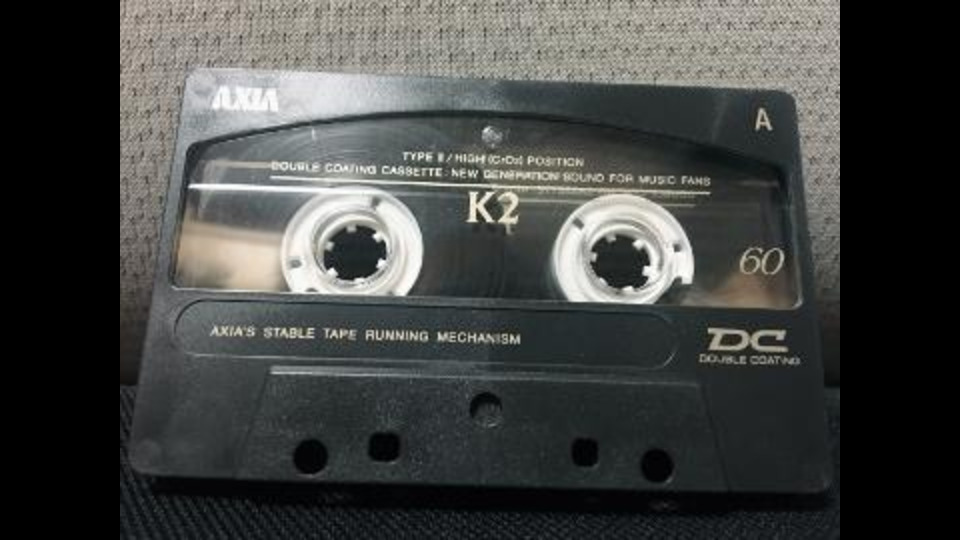 AXIA
A
TYPE II/HIGH (CrO2) POSITION
DOUBLE COATING CASSETTE: NEW GENERATION SOUND FOR MUSIC FANS
K2
60
AXIA'S STABLE TAPE RUNNING MECHANISM
DC
DOUBLE COATING